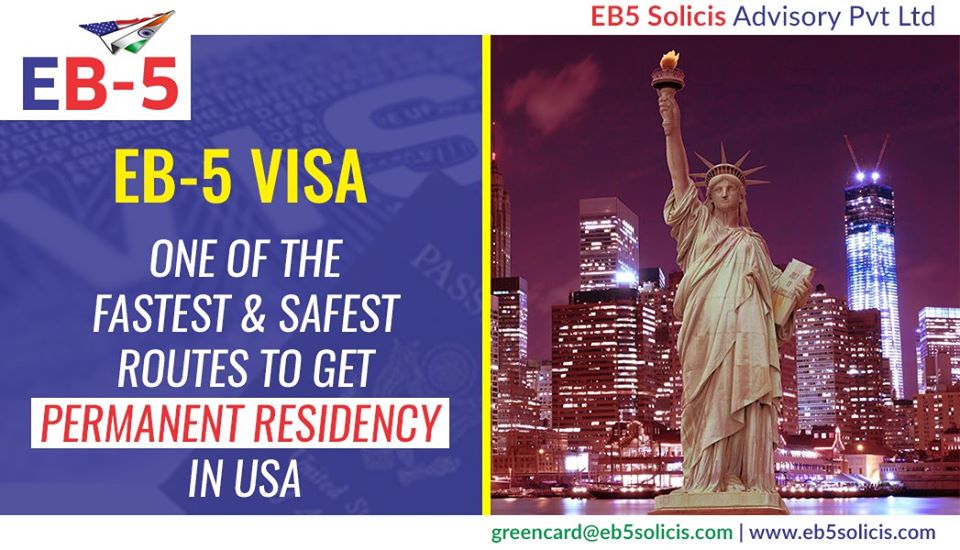 EB5 Solicis Advisory Pvt Ltd
EB-5
EB-5 VISA
ONE OF THE
FASTEST & SAFEST
ROUTES TO GET
PERMANENT RESIDENCY
IN USA
greencard@eb5solicis.com | www.eb5solicis.com